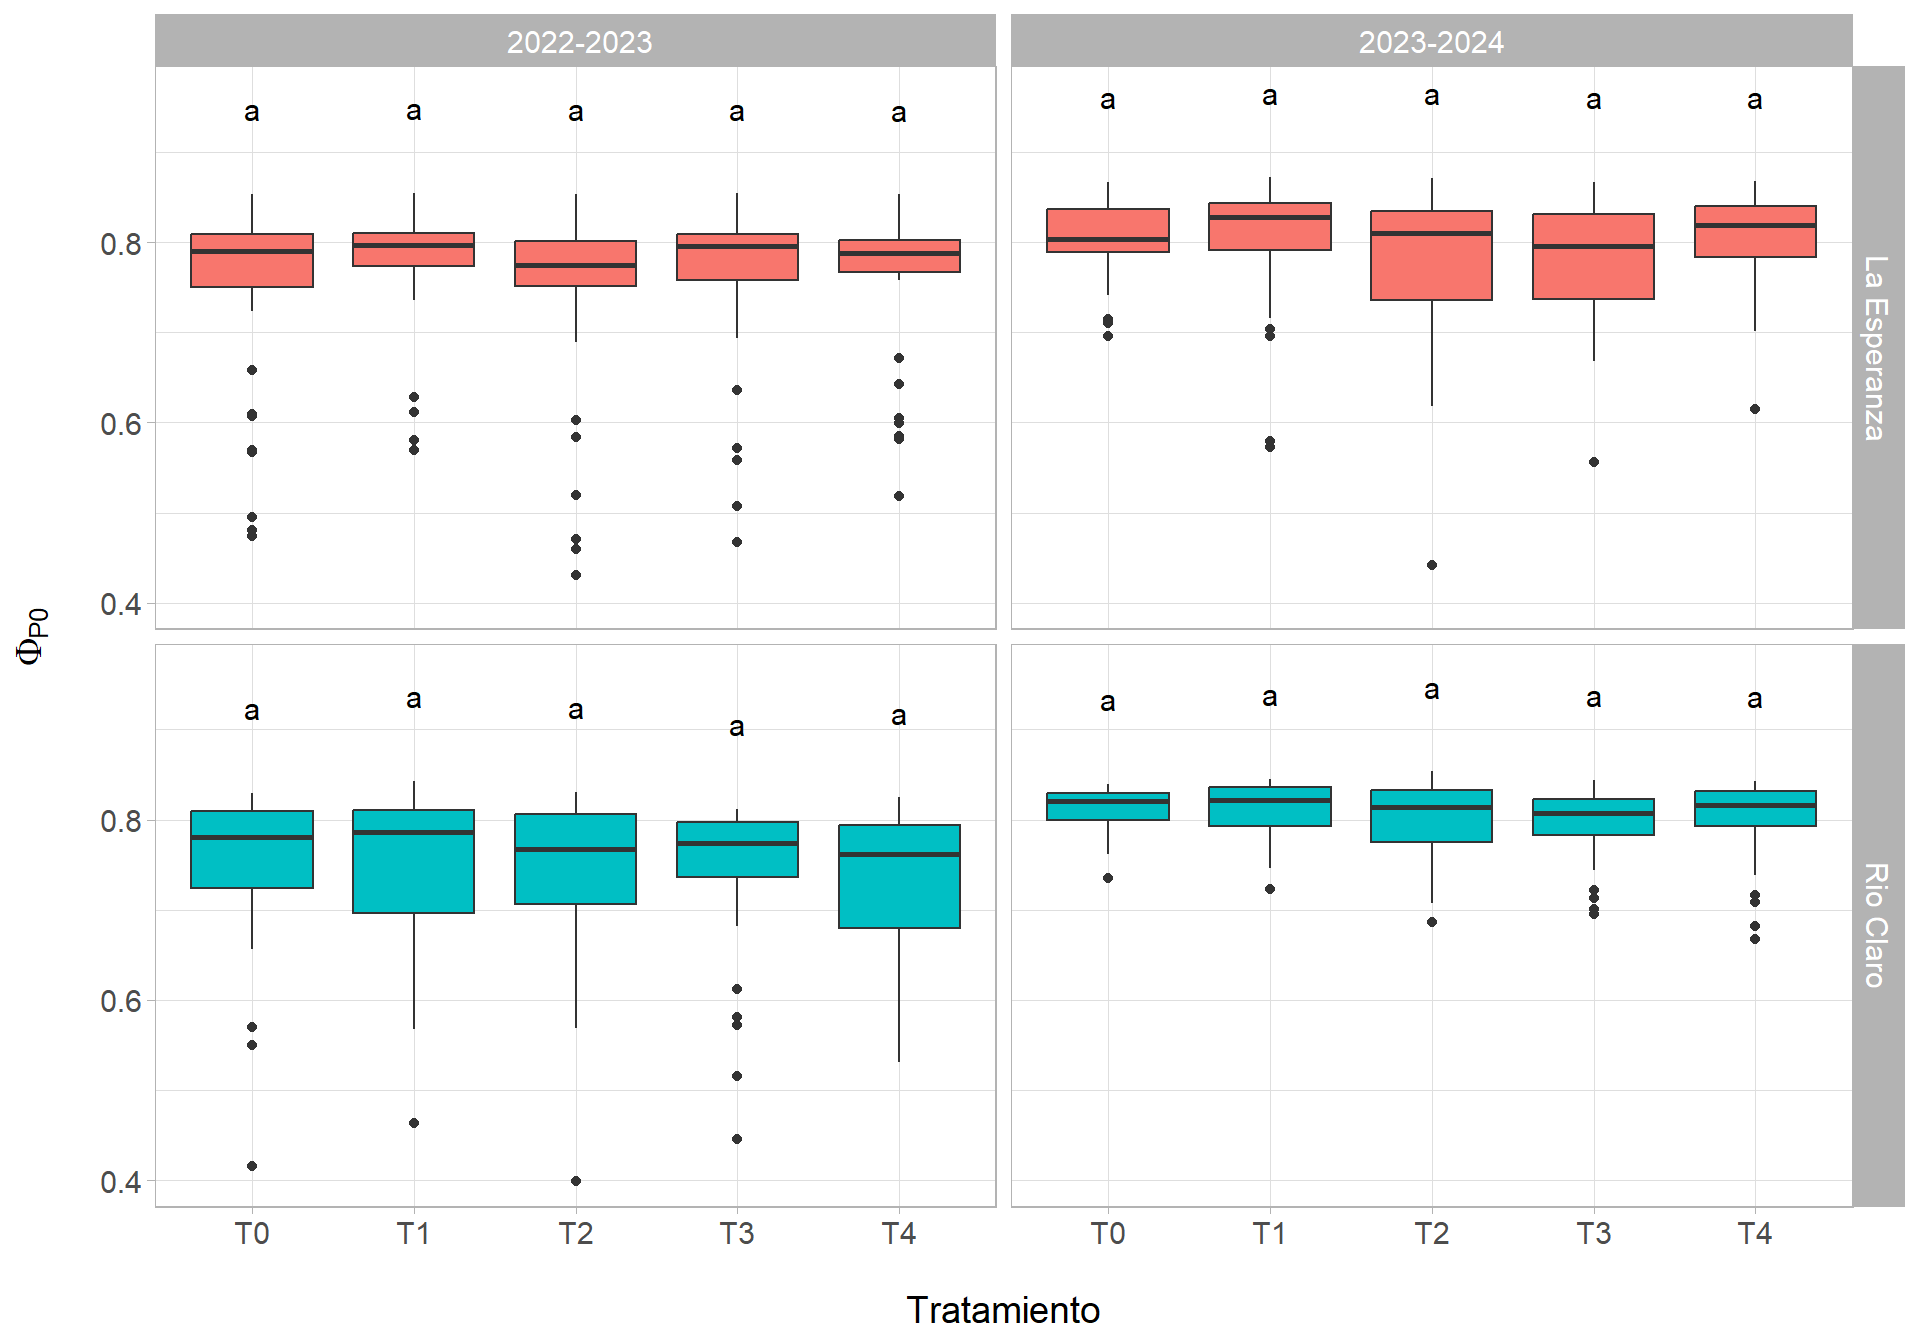 2022-2023 2023-2024
a a a a a a a a a a
0.8
0.6
0.4
La Esperanza
ΦP0
a a a a a a a a a a
0.8
0.6
0.4
Rio Claro
T0 T1 T2 T3 T4 T0 T1 T2 T3 T4
Tratamiento